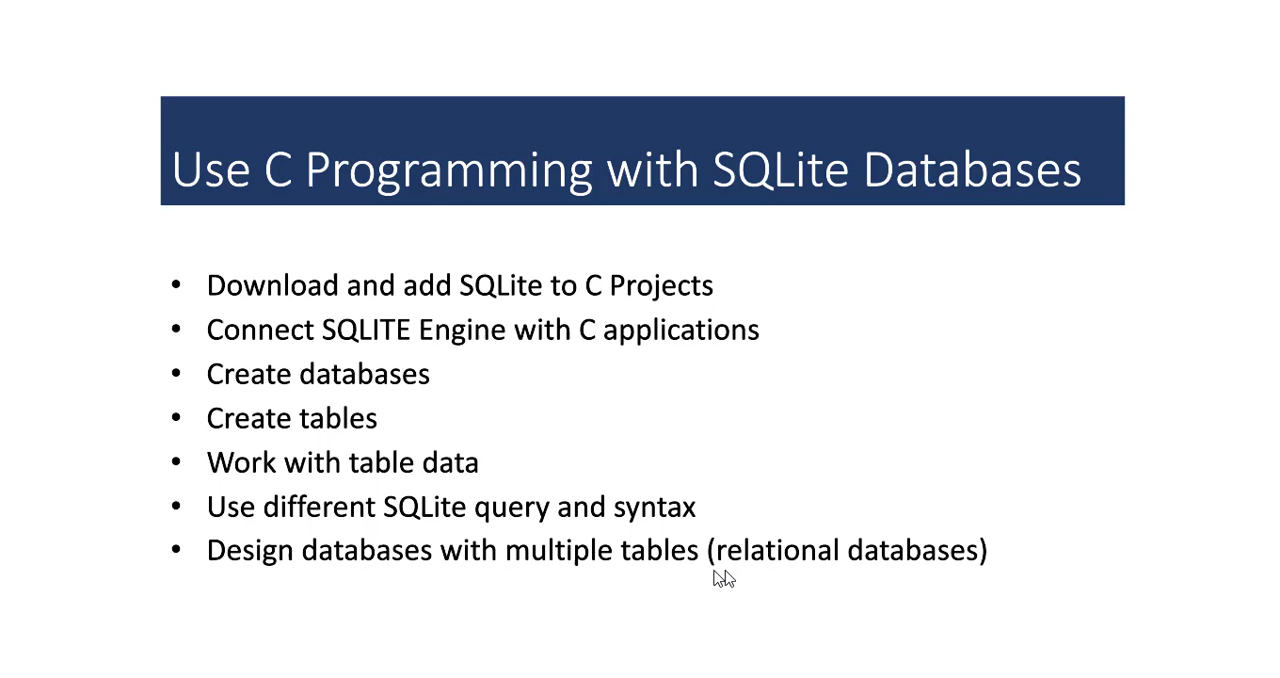 Use C Programming with SQLite Databases
• Download and add SQLite to C Projects
• Connect SQLITE Engine with C applications
• Create databases
• Create tables
• Work with table data
• Use different SQLite query and syntax
• Design databases with multiple tables (relational databases)